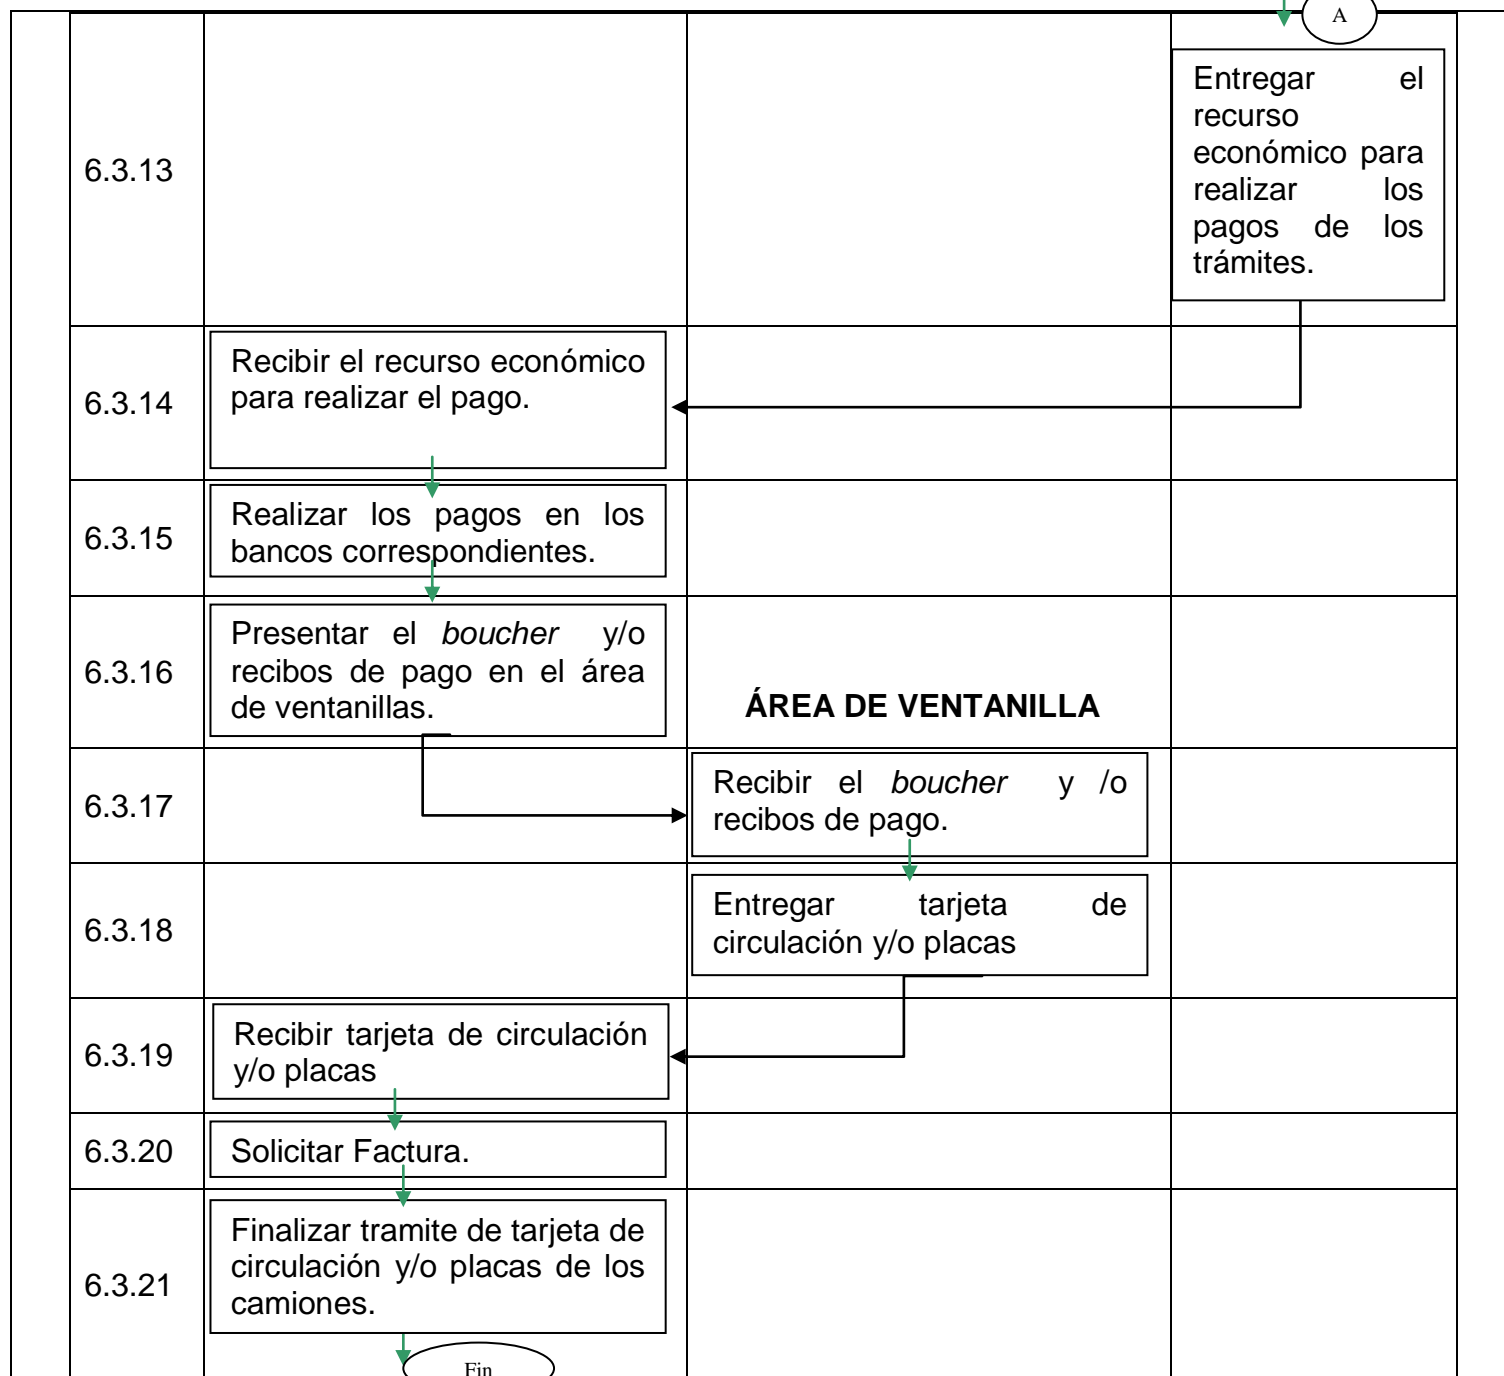 A
6.3.13
Entregar el
recurso
económico para
realizar los
pagos de los
trámites.
6.3.14
Recibir el recurso económico
para realizar el pago.
6.3.15
Realizar los pagos en los
bancos correspondientes.
6.3.16
Presentar el boucher y/o
recibos de pago en el área
de ventanillas.
ÁREA DE VENTANILLA
6.3.17
Recibir el boucher y /o
recibos de pago.
6.3.18
Entregar tarjeta de
circulación y/o placas
6.3.19
Recibir tarjeta de circulación
y/o placas
6.3.20
Solicitar Factura.
6.3.21
Finalizar tramite de tarjeta de
circulación y/o placas de los
camiones.
Fin